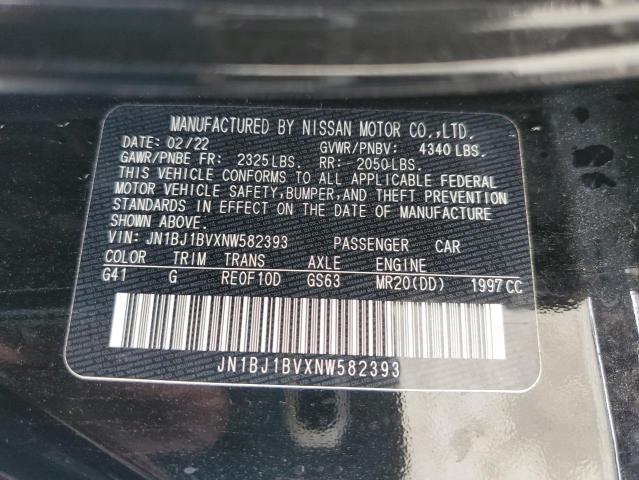 MANUFACTURED BY NISSAN MOTOR CO.,LTD.
DATE: 02/22 GVWR/PNBV: 4340 LBS.
GAWR/PNBE FR: 2325 LBS. RR: 2050 LBS.
THIS VEHICLE CONFORMS TO ALL APPLICABLE FEDERAL
MOTOR VEHICLE SAFETY, BUMPER, AND THEFT PREVENTION
STANDARDS IN EFFECT ON THE DATE OF MANUFACTURE
SHOWN ABOVE.
VIN: JN1BJ1BVXNW582393 PASSENGER CAR
COLOR TRIM TRANS AXLE ENGINE
G41 G RE0F10D GS63 MR20(DD) 1997 CC
JN1BJ1BVXNW582393